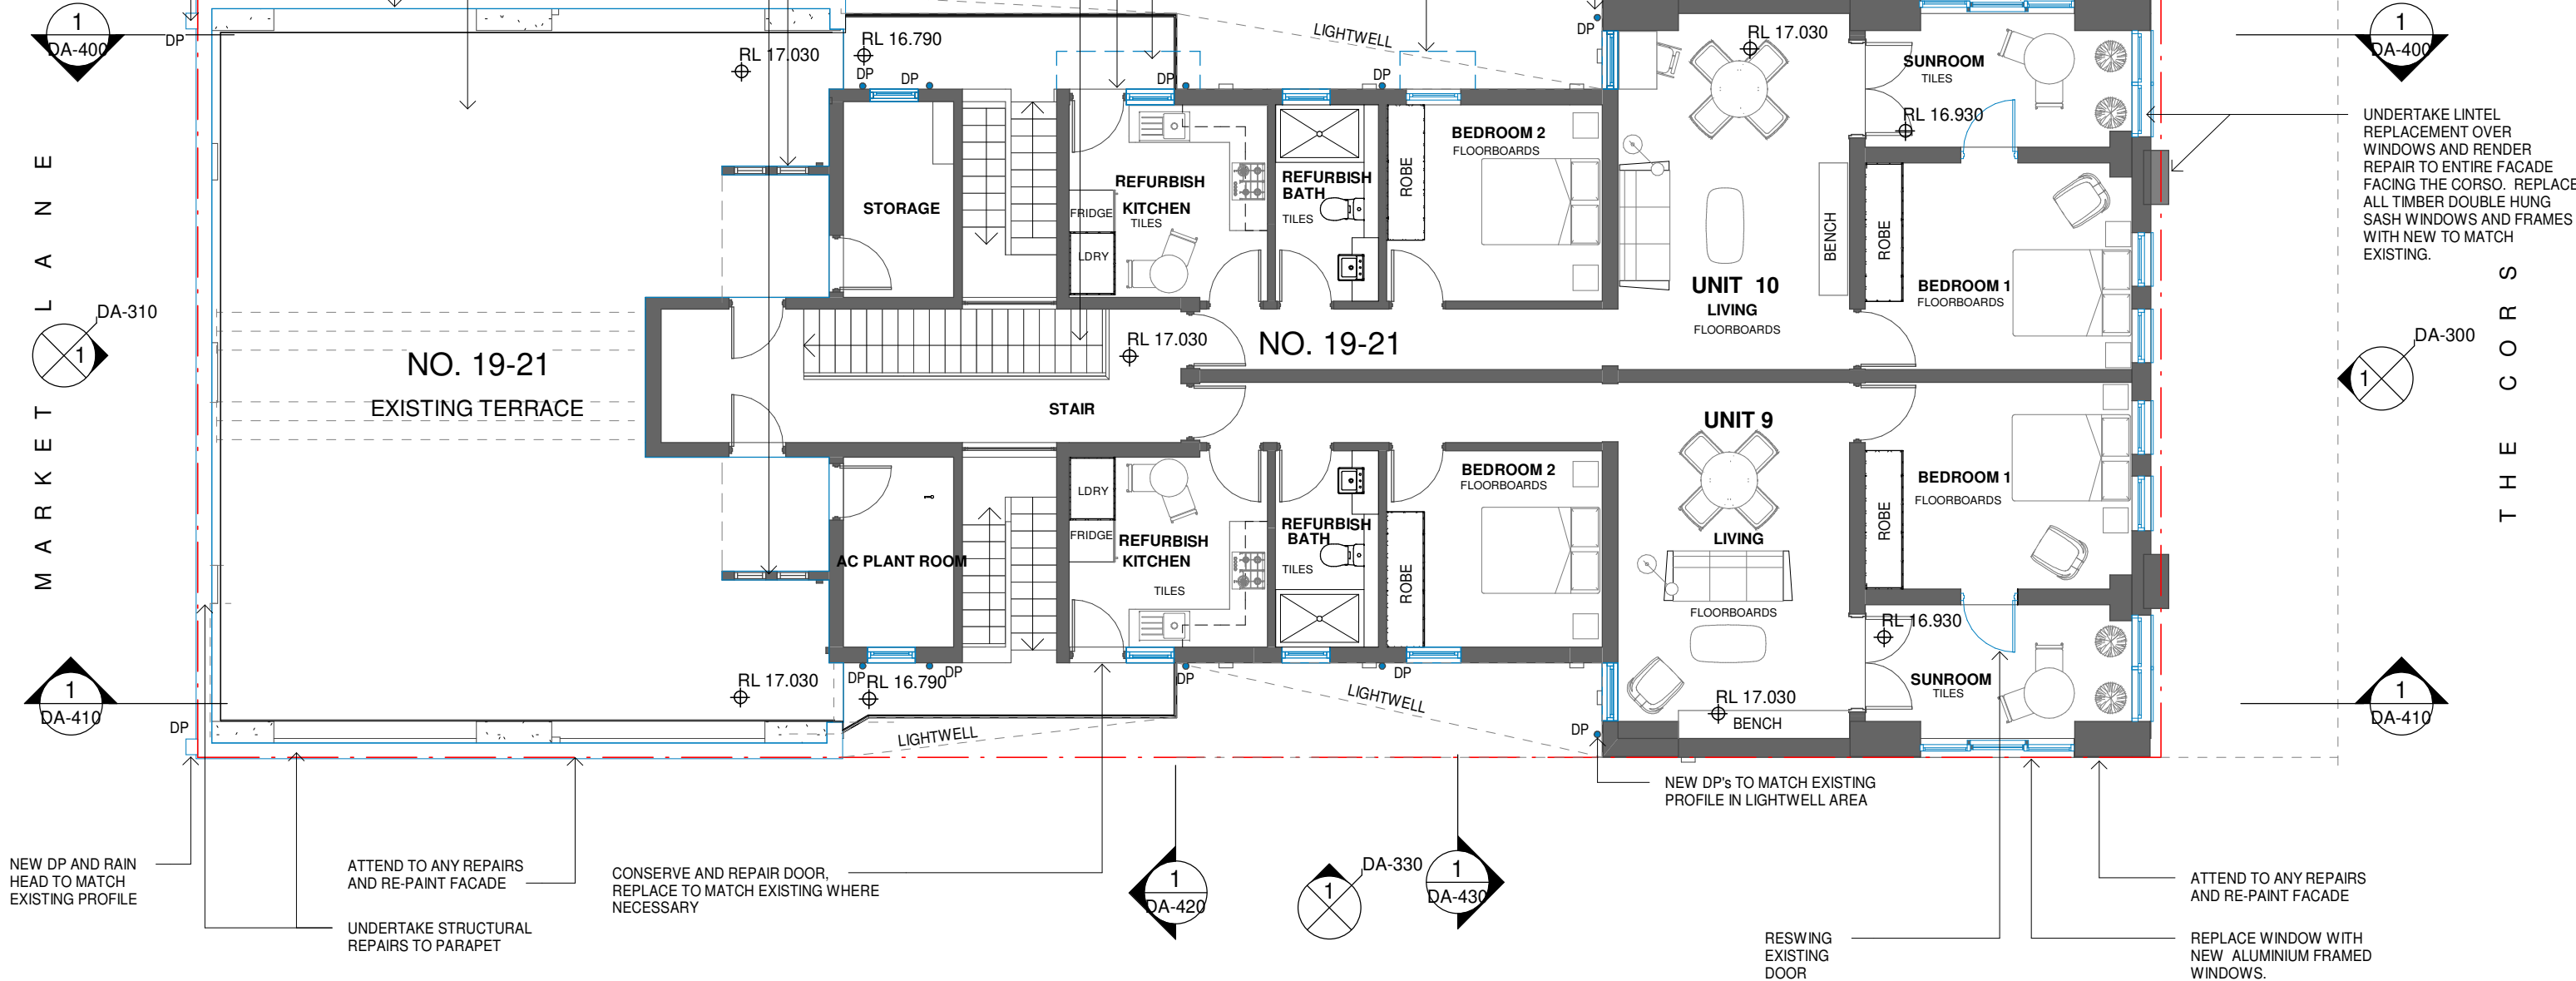 1
DA-400
DP
RL 17.030
RL 16.790
DP
DP
DP
LIGHTWELL
DP
DP
RL 17.030
SUNROOM
TILES
RL 16.930
1
DA-400
UNDERTAKE LINTEL
REPLACEMENT OVER
WINDOWS AND RENDER
REPAIR TO ENTIRE FACADE
FACING THE CORSO. REPLACE
ALL TIMBER DOUBLE HUNG
SASH WINDOWS AND FRAMES
WITH NEW TO MATCH
EXISTING.
MARKET LANE
DA-310
1
STORAGE
REFURBISH
KITCHEN
TILES
FRIDGE
LDRY
REFURBISH
BATH
TILES
ROBE
BEDROOM 2
FLOORBOARDS
UNIT 10
LIVING
FLOORBOARDS
BENCH
ROBE
BEDROOM 1
FLOORBOARDS
THE CORS
DA-300
1
NO. 19-21
EXISTING TERRACE
RL 17.030
STAIR
NO. 19-21
UNIT 9
LIVING
FLOORBOARDS
AC PLANT ROOM
LDRY
FRIDGE
REFURBISH
KITCHEN
TILES
REFURBISH
BATH
TILES
ROBE
BEDROOM 2
FLOORBOARDS
ROBE
BEDROOM 1
FLOORBOARDS
RL 16.930
SUNROOM
TILES
1
DA-410
DP
RL 17.030
DP
RL 16.790
DP
DP
LIGHTWELL
LIGHTWELL
DP
DP
RL 17.030
BENCH
1
DA-410
NEW DP's TO MATCH EXISTING
PROFILE IN LIGHTWELL AREA
NEW DP AND RAIN
HEAD TO MATCH
EXISTING PROFILE
ATTEND TO ANY REPAIRS
AND RE-PAINT FACADE
UNDERTAKE STRUCTURAL
REPAIRS TO PARAPET
CONSERVE AND REPAIR DOOR,
REPLACE TO MATCH EXISTING WHERE
NECESSARY
1
DA-420
DA-330
1
1
DA-430
RESWING
EXISTING
DOOR
ATTEND TO ANY REPAIRS
AND RE-PAINT FACADE
REPLACE WINDOW WITH
NEW ALUMINIUM FRAMED
WINDOWS.